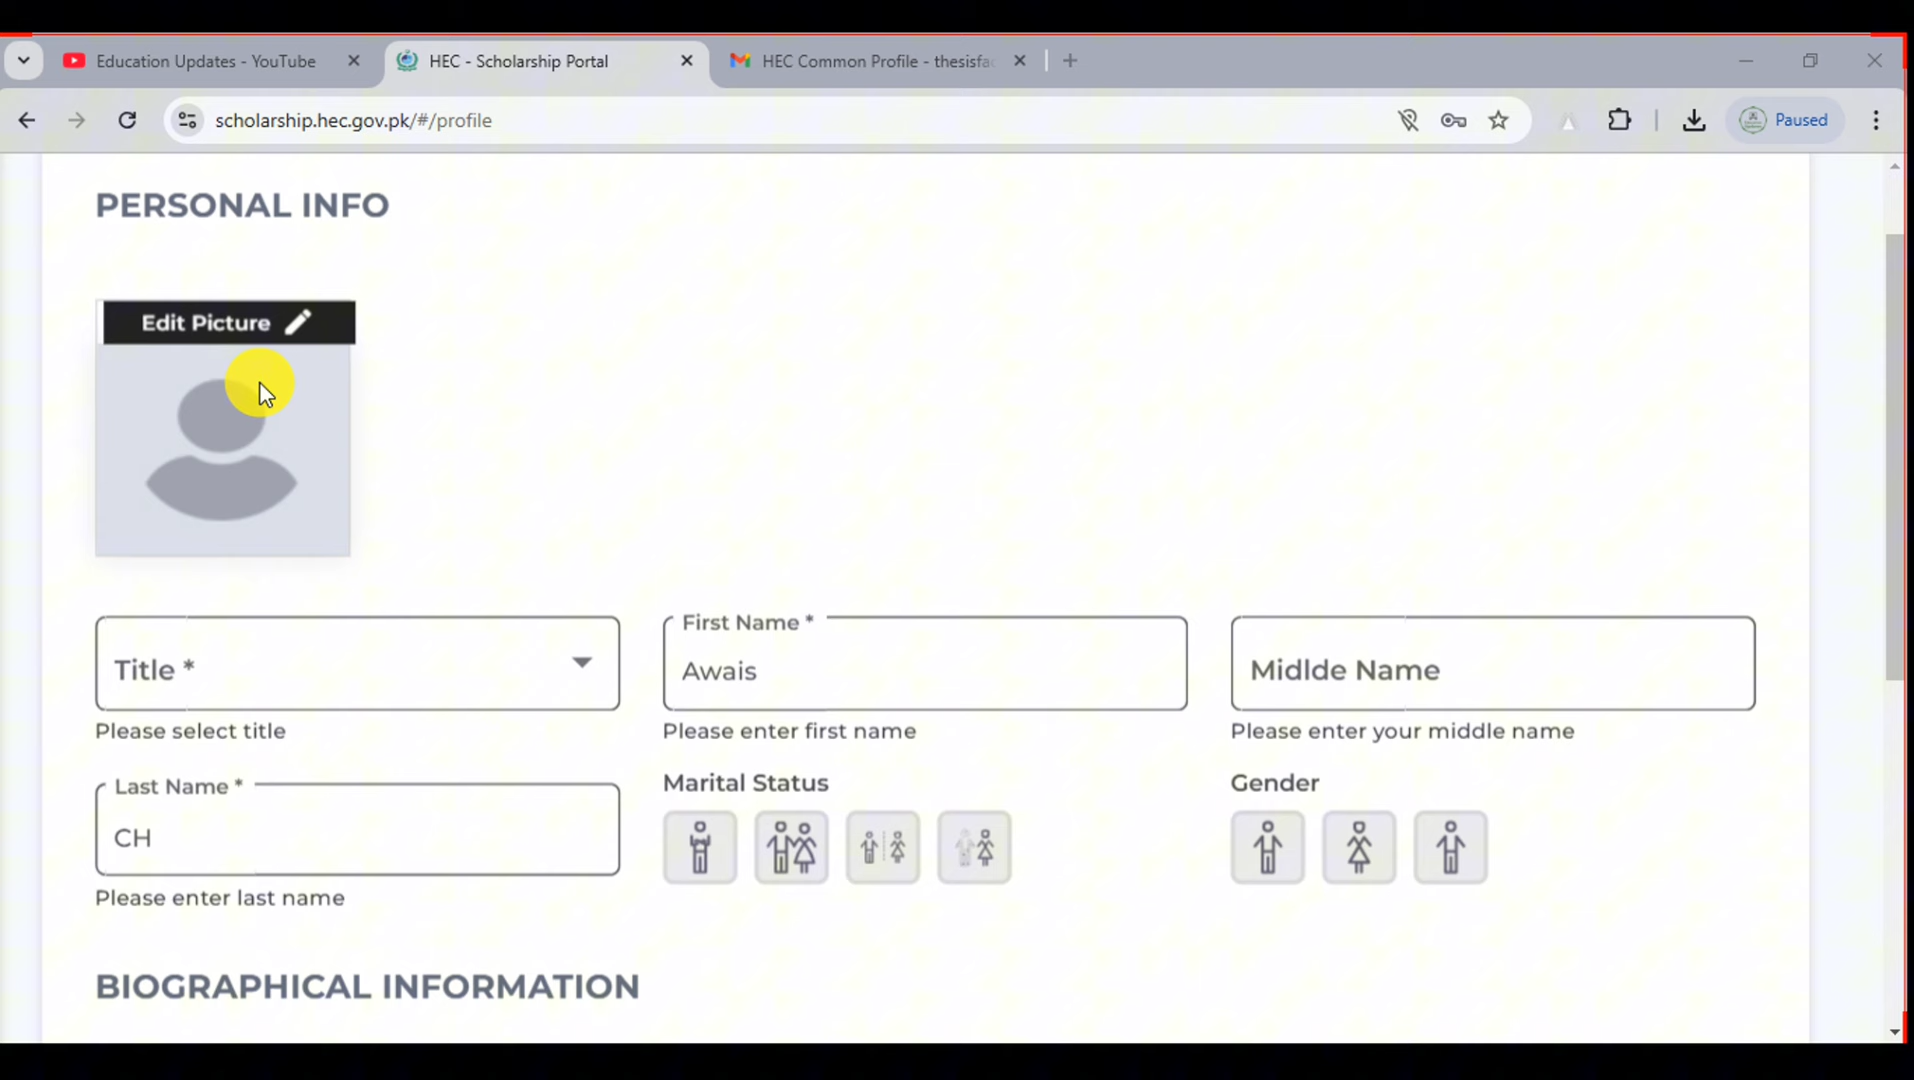 Education Updates - YouTube
HEC - Scholarship Portal
HEC Common Profile - thesisfac
scholarship.hec.gov.pk/#/profile
Paused
PERSONAL INFO
Edit Picture
Title *
First Name *
Awais
Midlde Name
Please select title
Please enter first name
Please enter your middle name
Last Name *
CH
Marital Status
Gender
Please enter last name
BIOGRAPHICAL INFORMATION